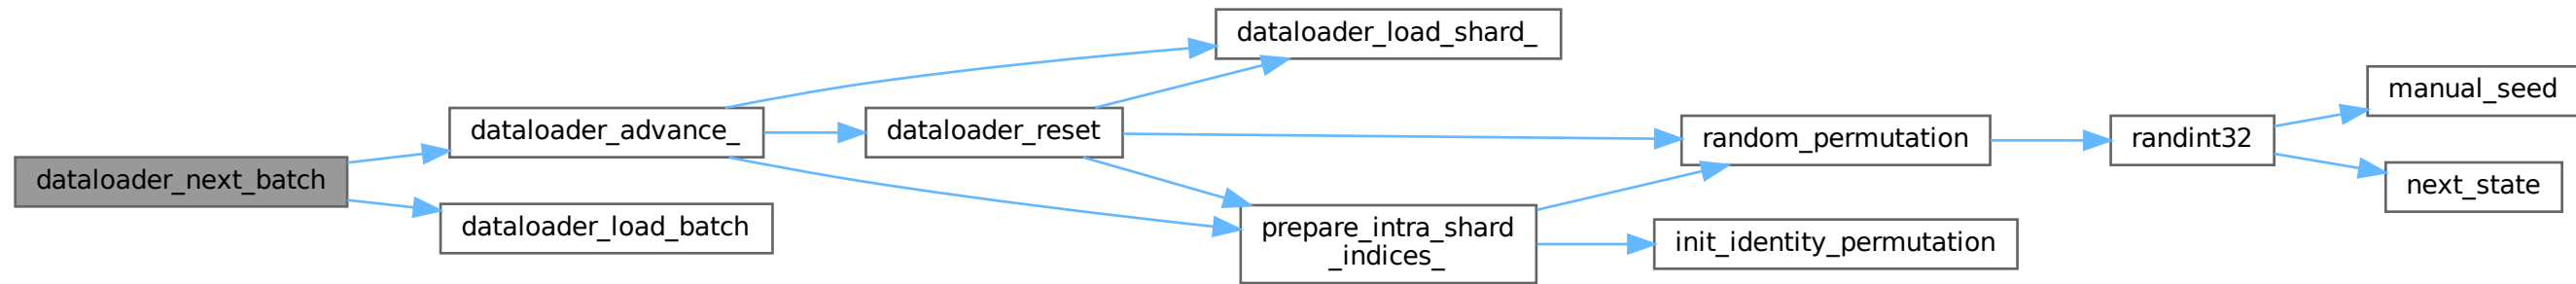 dataloader_next_batch
dataloader_advance_
dataloader_load_batch
dataloader_load_shard_
dataloader_reset
prepare_intra_shard
_indices_
random_permutation
init_identity_permutation
randint32
manual_seed
next_state